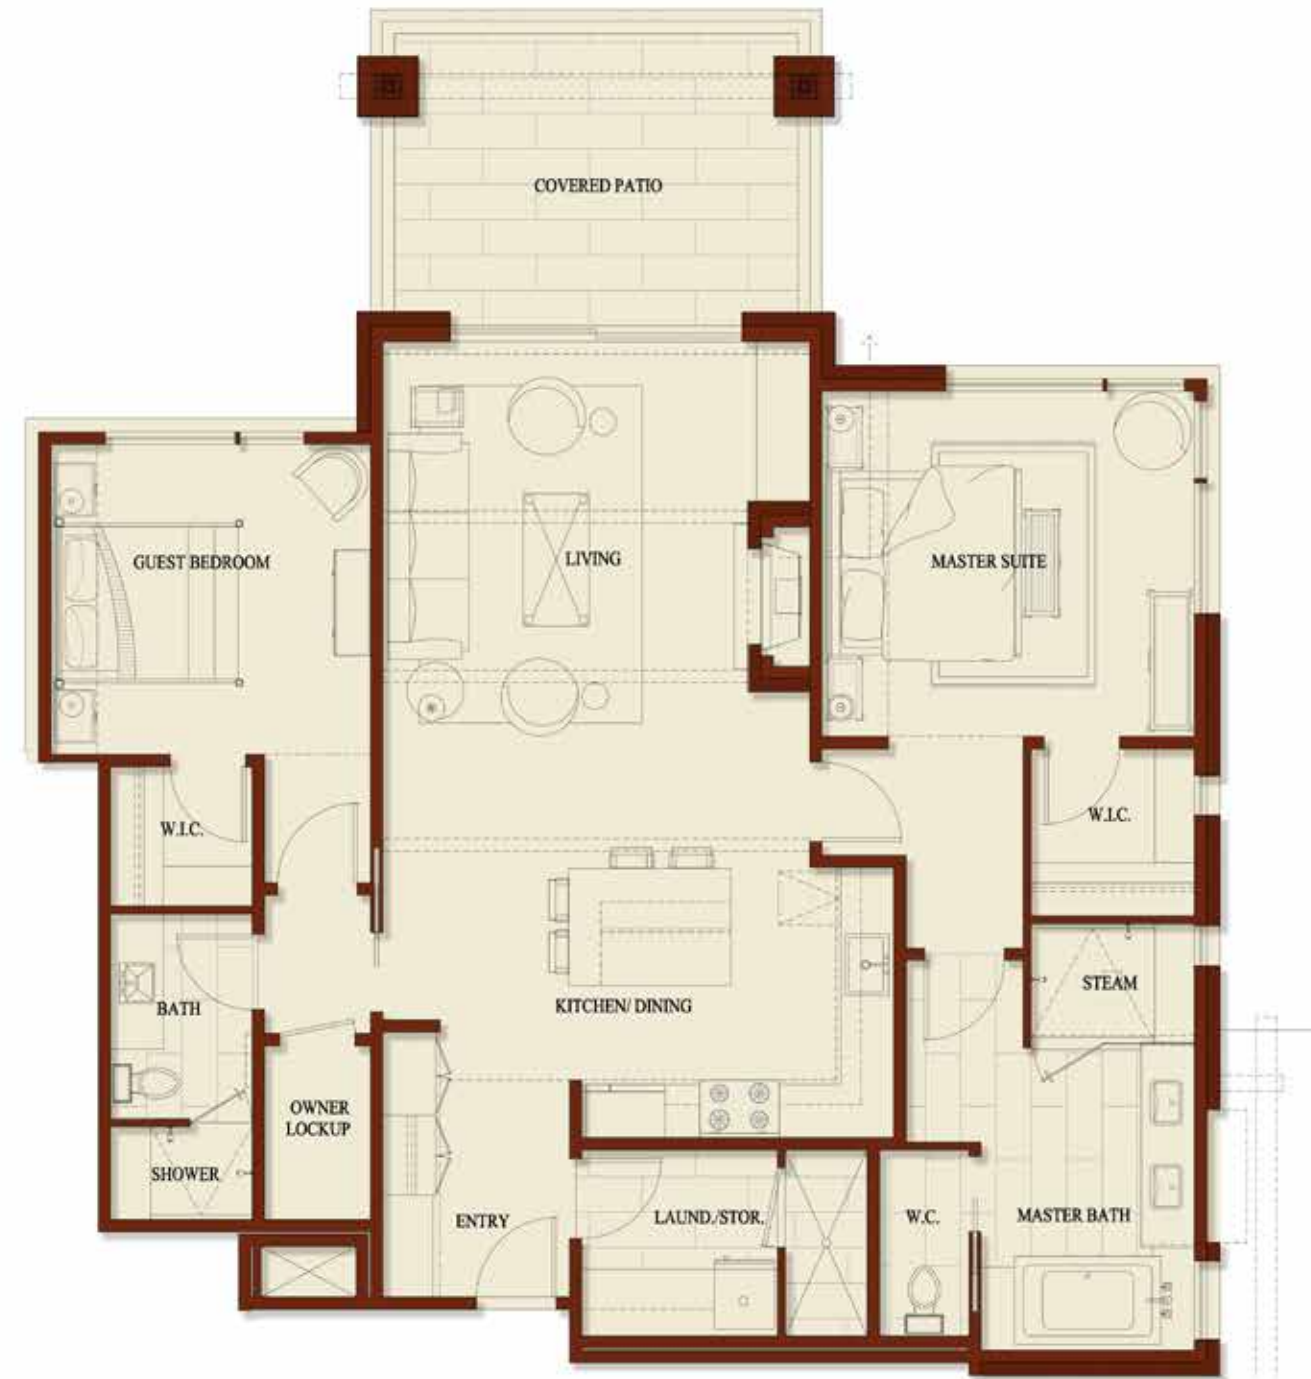 COVERED PATIO
GUEST BEDROOM
LIVING
MASTER SUITE
W.I.C.
W.I.C.
STEAM
BATH
KITCHEN/ DINING
OWNER
LOCKUP
SHOWER
ENTRY
LAUND./STOR.
W.C.
MASTER BATH